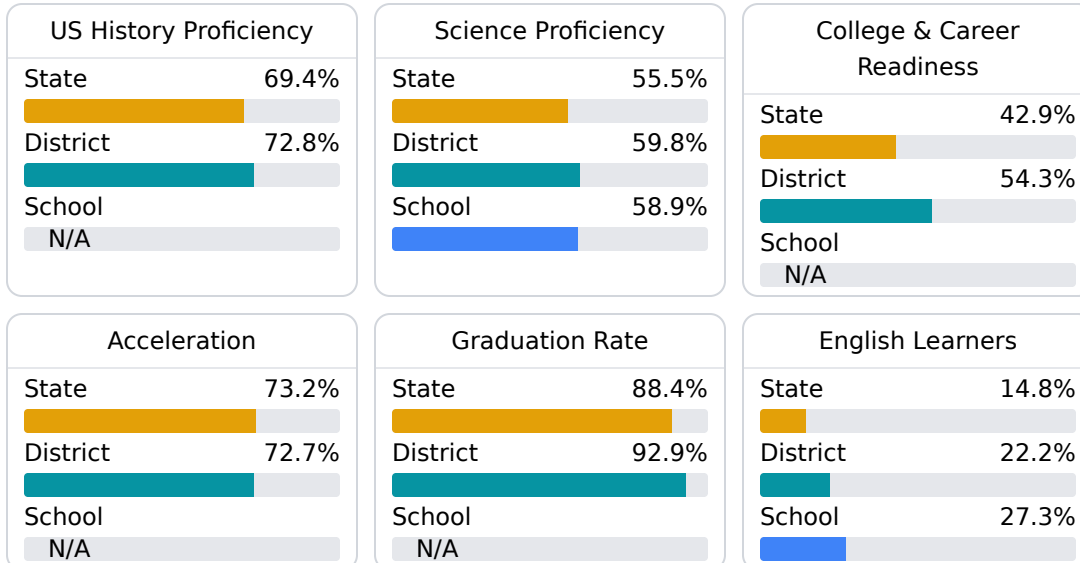 US History Proficiency
State 69.4%
District 72.8%
School
N/A
Science Proficiency
State 55.5%
District 59.8%
School 58.9%
College & Career
Readiness
State 42.9%
District 54.3%
School
N/A
Acceleration
State 73.2%
District 72.7%
School
N/A
Graduation Rate
State 88.4%
District 92.9%
School
N/A
English Learners
State 14.8%
District 22.2%
School 27.3%